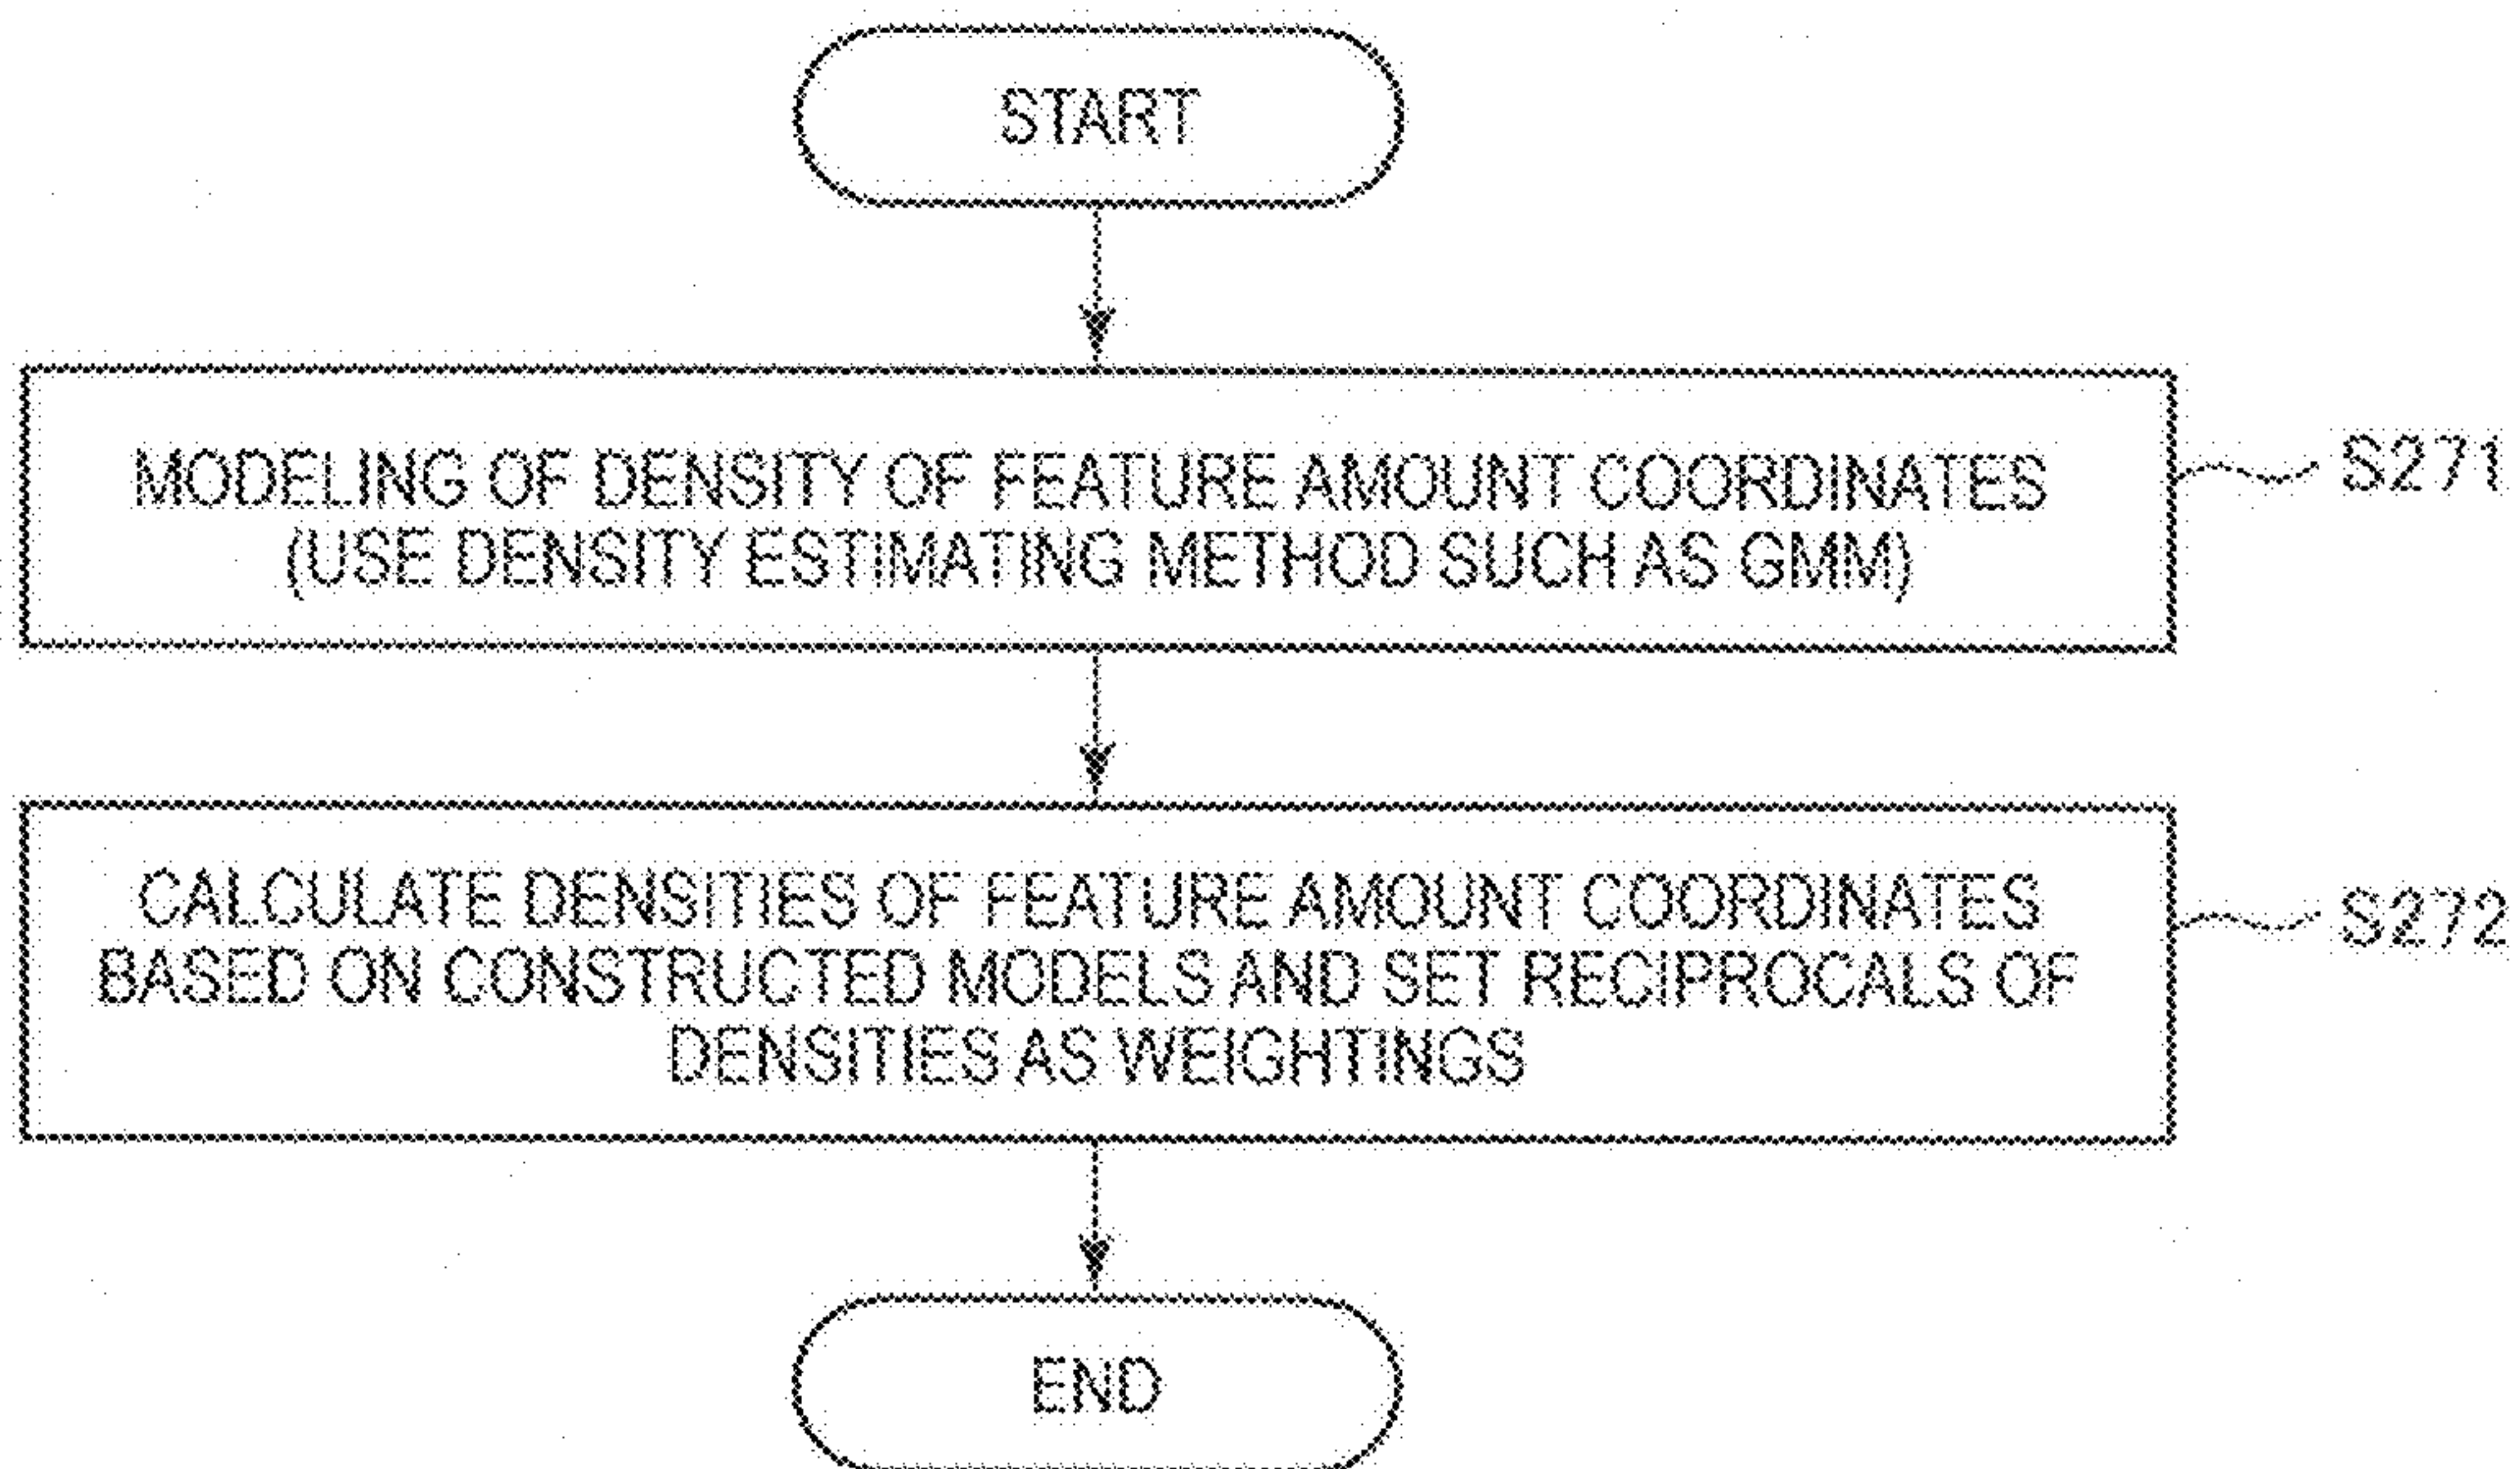 START
MODELING OF DENSITY OF FEATURE AMOUNT COORDINATES
(USE DENSITY ESTIMATING METHOD SUCH AS GMM)
S271
CALCULATE DENSITIES OF FEATURE AMOUNT COORDINATES
BASED ON CONSTRUCTED MODELS AND SET RECIPROCALS OF
DENSITIES AS WEIGHTINGS
S272
END